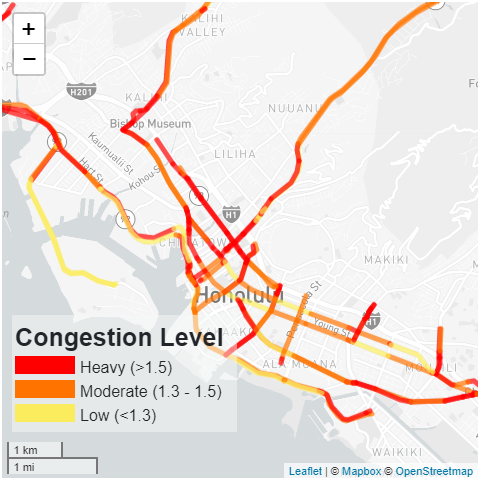 KALIHI
VALLEY
+
−
H201
KALIHI
NUUANU
Bishop Museum
Kaumualii St
LILIHA
Kohou St
Hart St
H1
CHINATOWN
MAKIKI
Honolulu
Pensacola St
Young St
H1
ALA MOANA
WAIKIKI
Congestion Level
Heavy (>1.5)
Moderate (1.3 - 1.5)
Low (<1.3)
1 km
1 mi
Leaflet | © Mapbox © OpenStreetmap